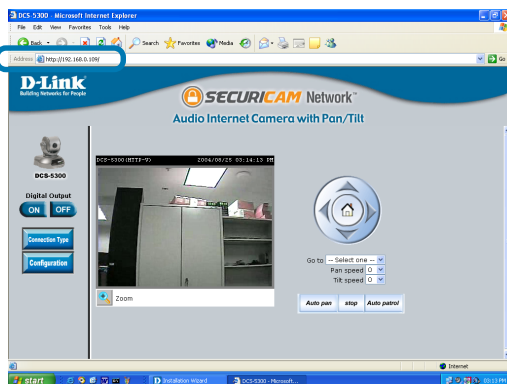 DCS-5300 - Microsoft Internet Explorer
File Edit View Favorites Tools Help
Back Search Favorites Media
Address http://192.168.0.109/ Go
D-Link
Building Networks for People
SECURICAM Network™
Audio Internet Camera with Pan/Tilt
DCS-5300
Digital Output
ON OFF
Connection Type
Configuration
DCS-5300(HTTP-V) 2004/08/25 03:14:13 PM
Zoom
Go to -- Select one --
Pan speed 0
Tilt speed 0
Auto pan stop Auto patrol
Internet
start Installation Wizard DCS-5300 - Microsoft... 03:13 PM